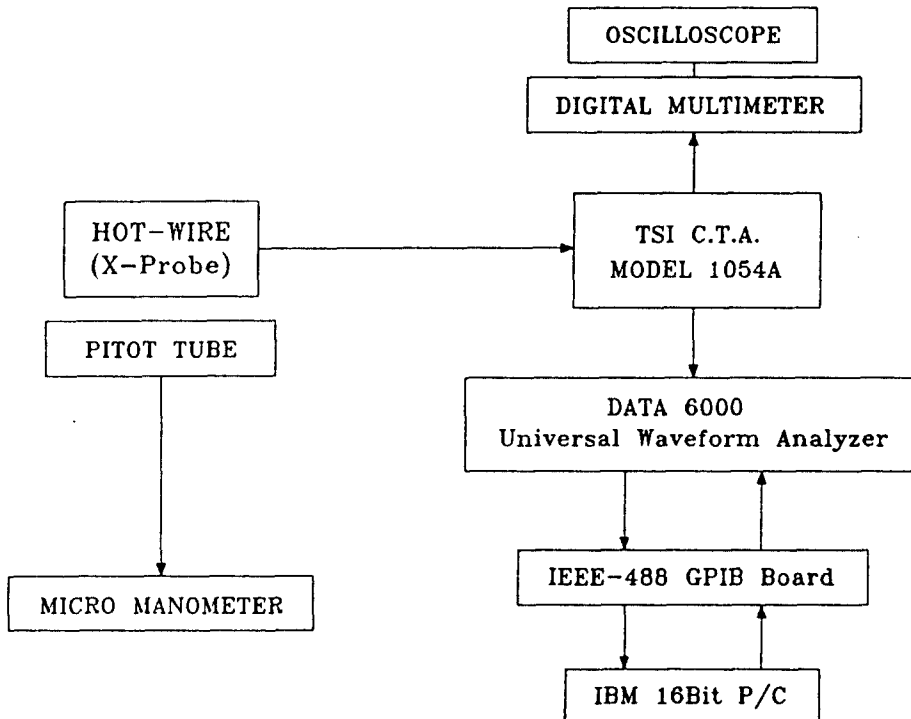 OSCILLOSCOPE
DIGITAL MULTIMETER
HOT-WIRE
(X-Probe)
TSI C.T.A.
MODEL 1054A
PITOT TUBE
DATA 6000
Universal Waveform Analyzer
IEEE-488 GPIB Board
MICRO MANOMETER
IBM 16Bit P/C